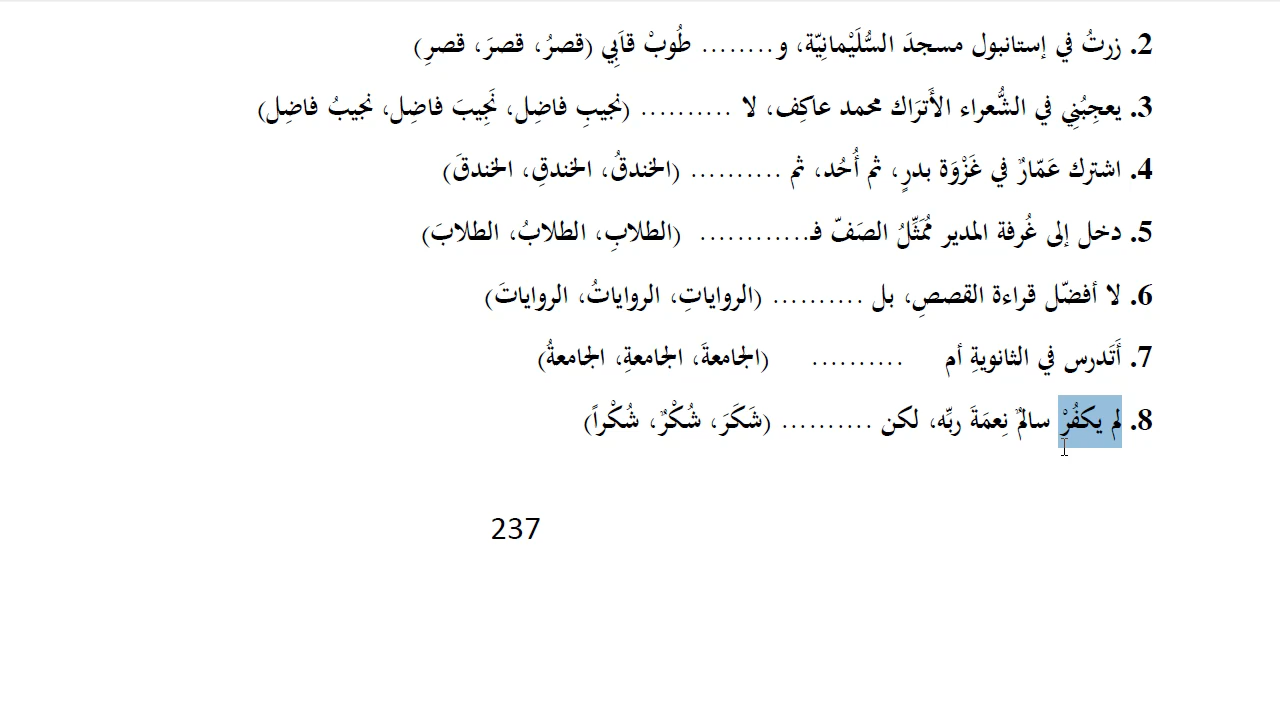 2. زرتُ في إستانبول مسجدَ السُّلَيْمانِيّة، و........ طُوبْ قاَبِي (قصرُ، قصرَ، قصرِ)
3. يعجِبُنِي في الشُّعراء الأَترَاك محمد عاكِف، لا .......... (نجيبِ فاضِل، نَجِيبَ فاضِل، نجيبُ فاضِل)
4. اشترك عَمّارٌ في غَزْوَة بدرٍ، ثم أُحُد، ثم .......... (الخندقُ، الخندقِ، الخندقَ)
5. دخل إلى غُرفة المدير مُمَثِّلُ الصَفّ فـ............ (الطلابِ، الطلابُ، الطلابَ)
6. لا أفضّل قراءة القصصِ، بل .......... (الرواياتِ، الرواياتُ، الرواياتَ)
7. أَتَدرس في الثانويةِ أم .......... (الجامعةَ، الجامعةِ، الجامعةُ)
8. لم يكفُرْ سالمٌ نِعمَةَ ربِّه، لكن .......... (شَكَرَ، شُكْرٌ، شُكْراً)
237